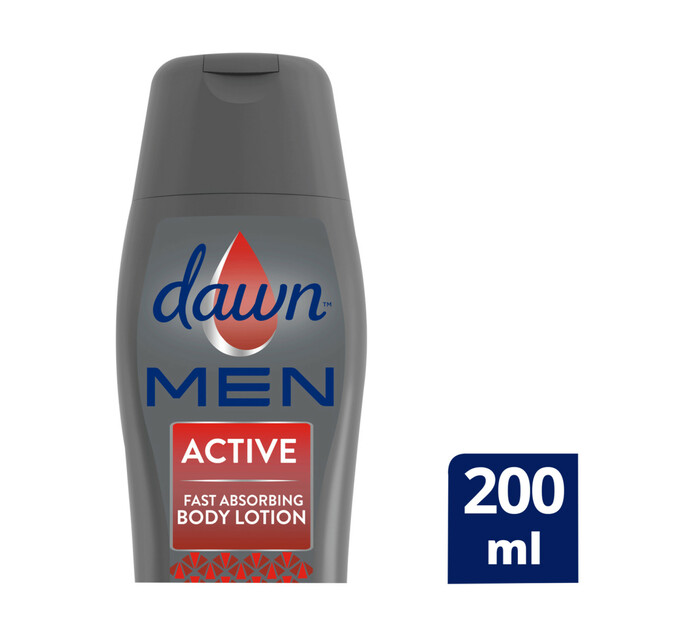 dawn™
MEN
ACTIVE
FAST ABSORBING
BODY LOTION
200
ml